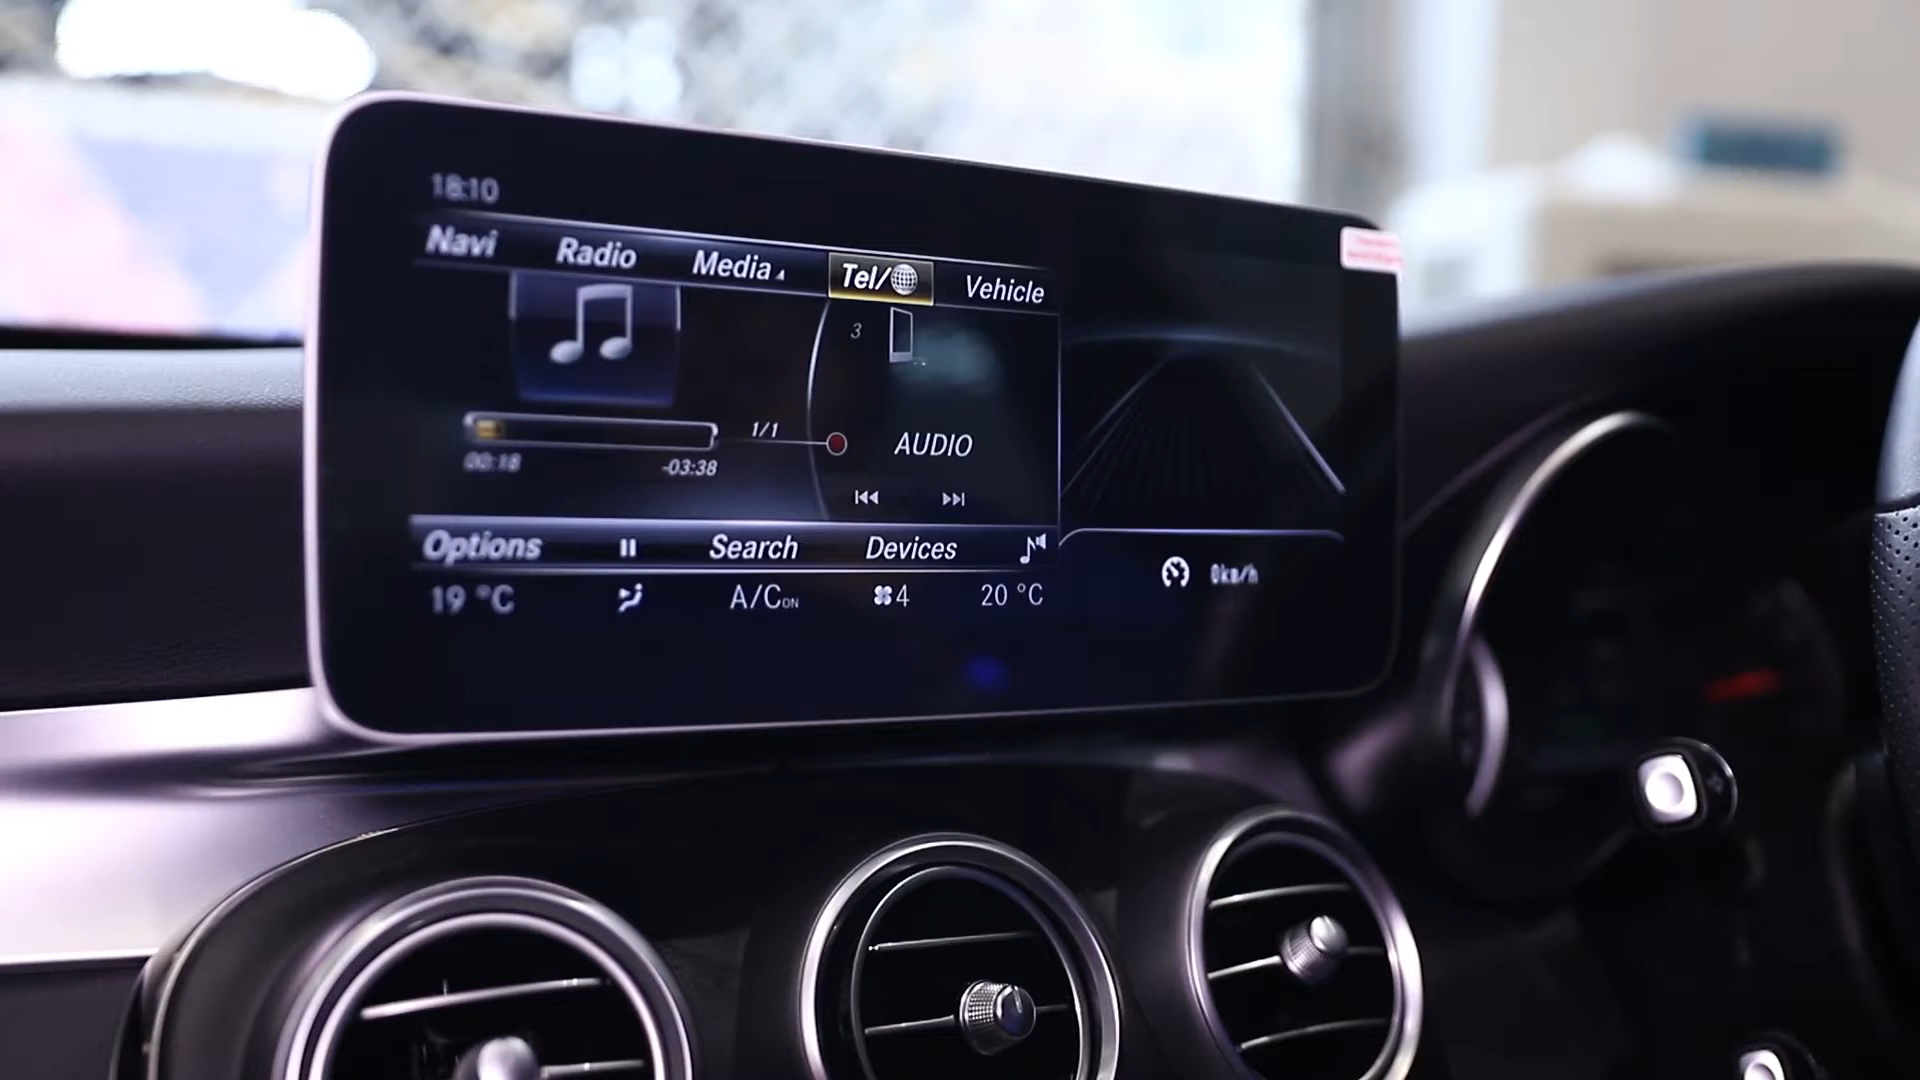 18:10
Navi Radio Media Tel/ Vehicle
3
1/1
AUDIO
00:18 -03:38
Options Search Devices
19 °C A/C ON 4 20 °C
0km/h